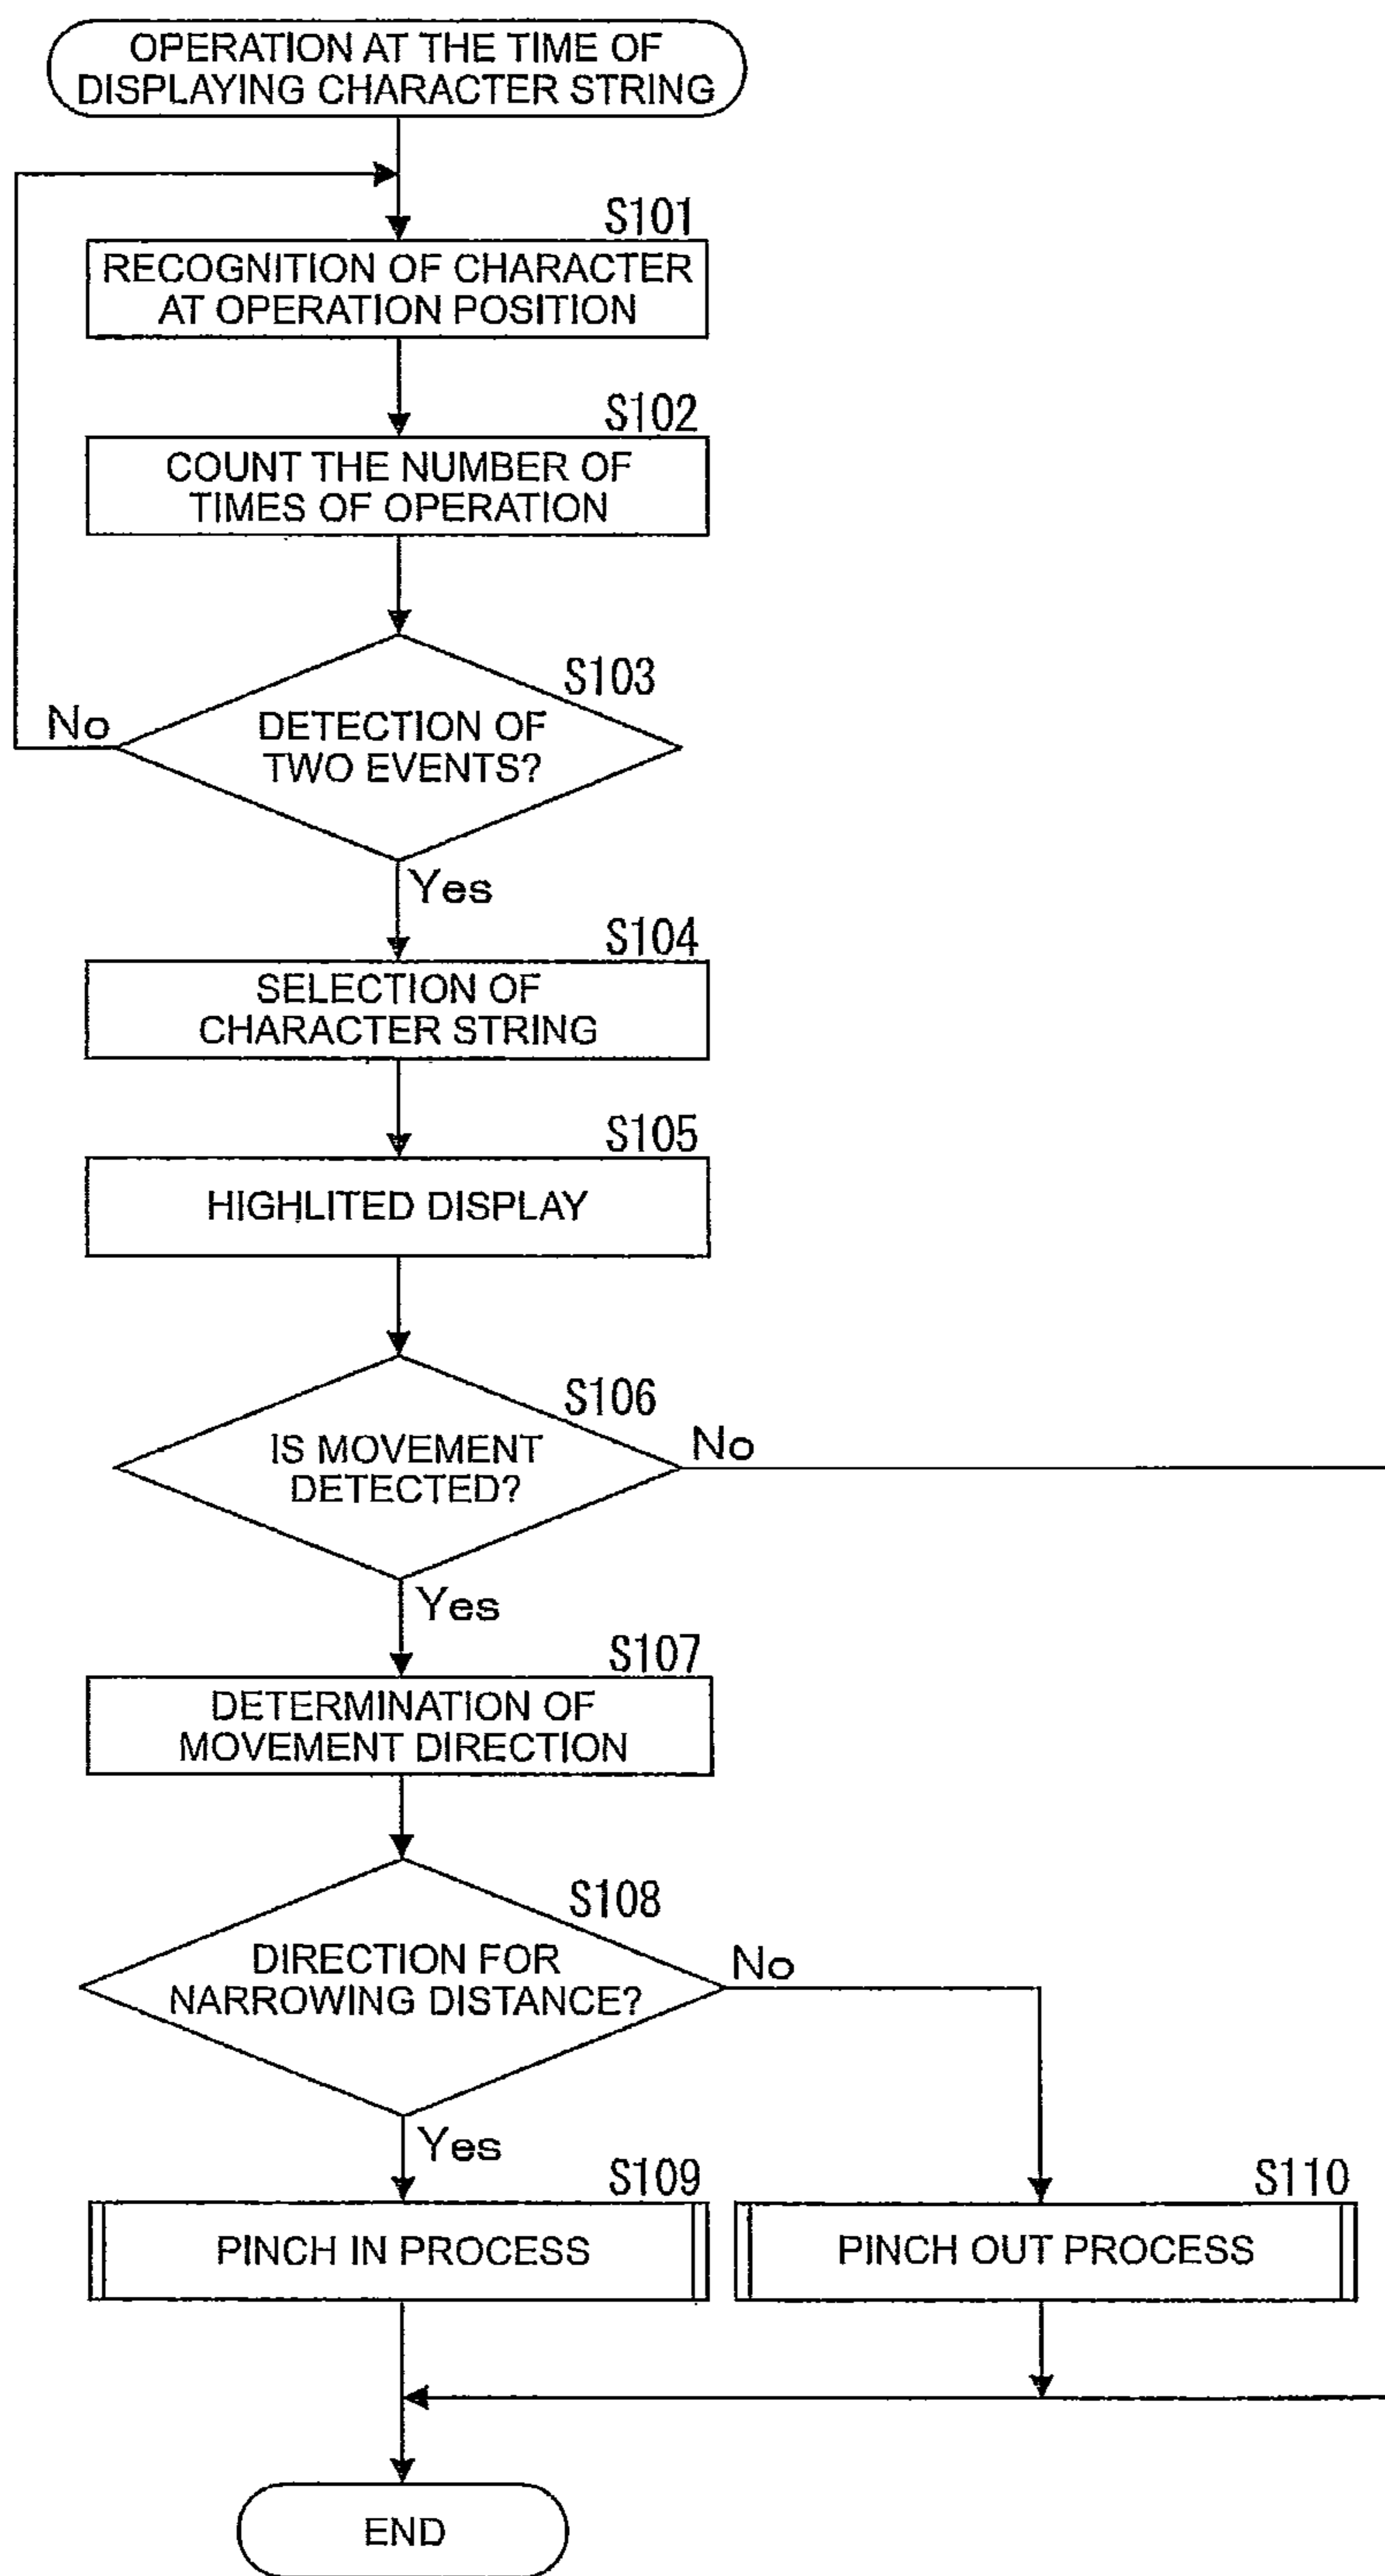 OPERATION AT THE TIME OF
DISPLAYING CHARACTER STRING
S101
RECOGNITION OF CHARACTER
AT OPERATION POSITION
S102
COUNT THE NUMBER OF
TIMES OF OPERATION
S103
No
DETECTION OF
TWO EVENTS?
Yes
S104
SELECTION OF
CHARACTER STRING
S105
HIGHLITED DISPLAY
S106
No
IS MOVEMENT
DETECTED?
Yes
S107
DETERMINATION OF
MOVEMENT DIRECTION
S108
No
DIRECTION FOR
NARROWING DISTANCE?
Yes
S109
S110
PINCH IN PROCESS
PINCH OUT PROCESS
END